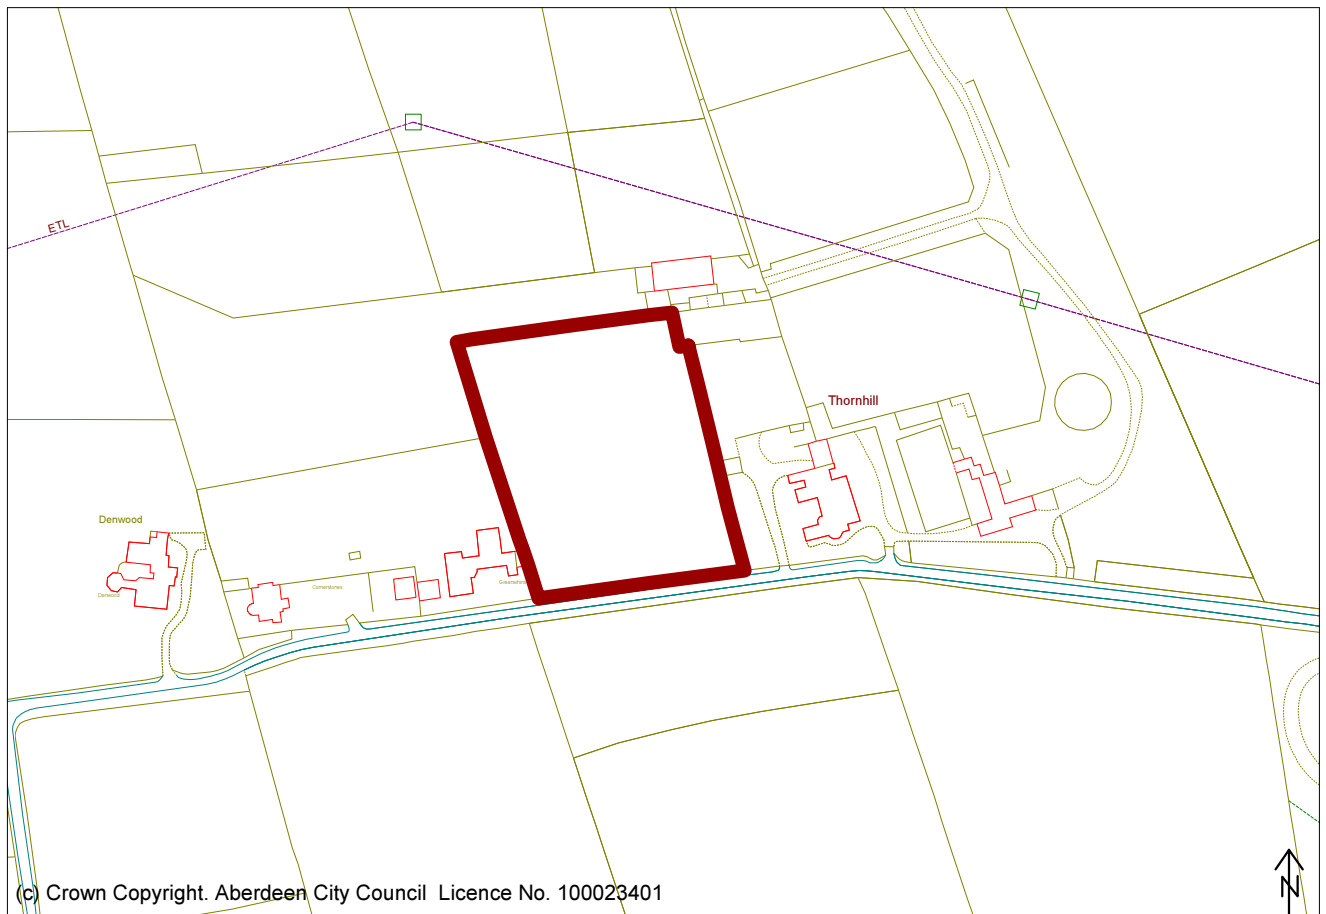 ETL
Thornhill
Denwood
Denwood
Cornerstones
(c) Crown Copyright. Aberdeen City Council Licence No. 100023401
N